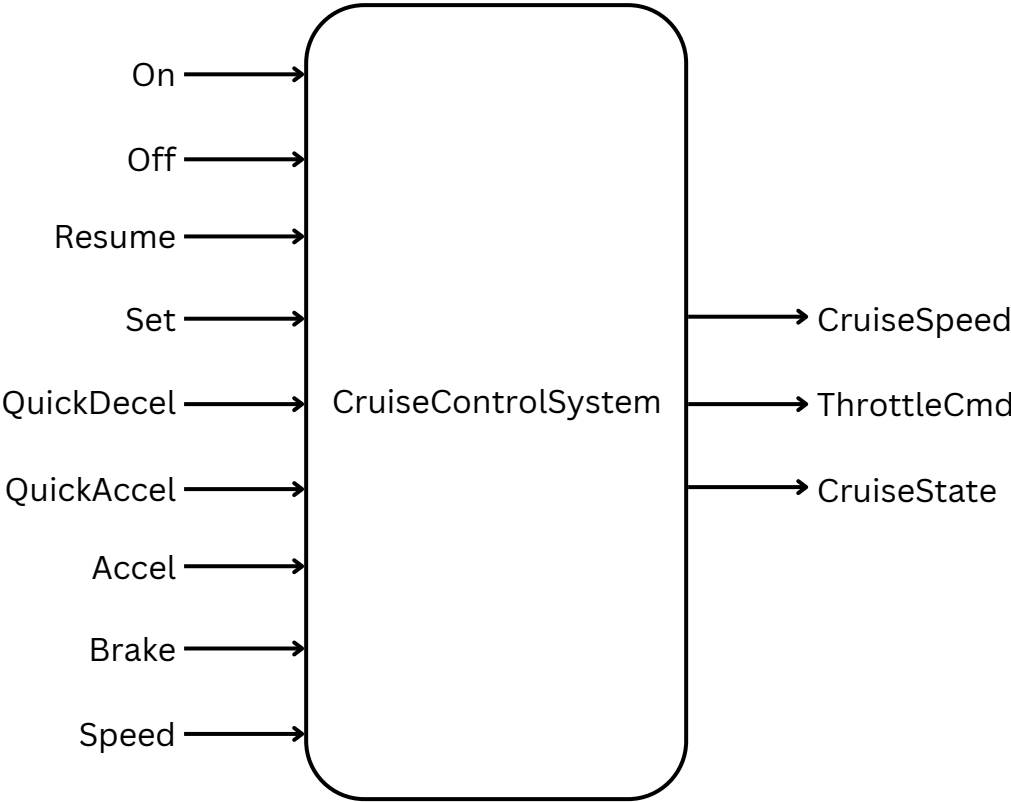 On
Off
Resume
Set
QuickDecel
QuickAccel
Accel
Brake
Speed
CruiseControlSystem
CruiseSpeed
ThrottleCmd
CruiseState